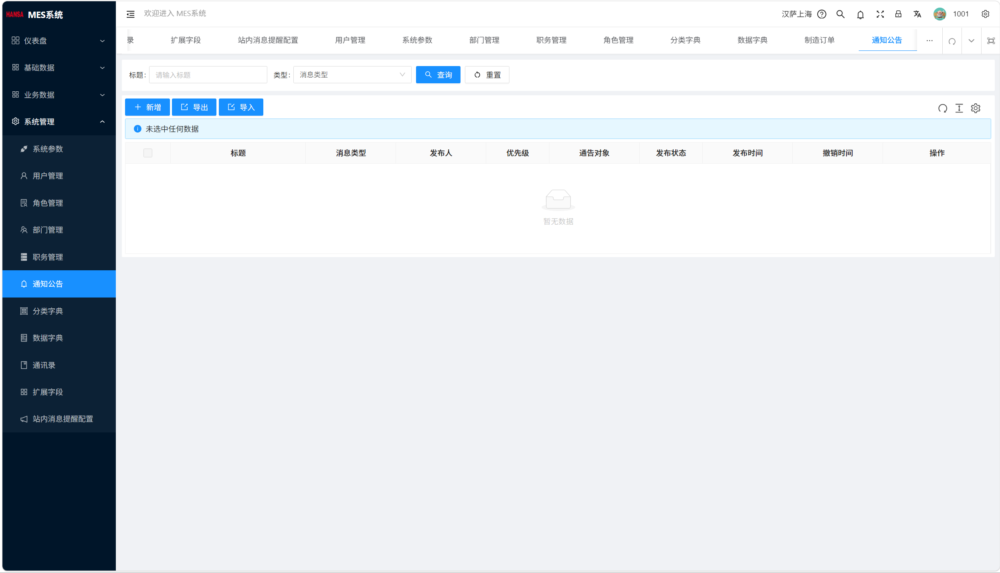 HANSA MES系统
仪表盘
基础数据
业务数据
系统管理
系统参数
用户管理
角色管理
部门管理
职务管理
通知公告
分类字典
数据字典
通讯录
扩展字段
站内消息提醒配置
欢迎进入 MES系统
汉萨上海 1001
录 扩展字段 站内消息提醒配置 用户管理 系统参数 部门管理 职务管理 角色管理 分类字典 数据字典 制造订单 通知公告 ···
标题: 请输入标题 类型: 消息类型 查询 重置
新增 导出 导入
未选中任何数据
标题 消息类型 发布人 优先级 通告对象 发布状态 发布时间 撤销时间 操作
暂无数据